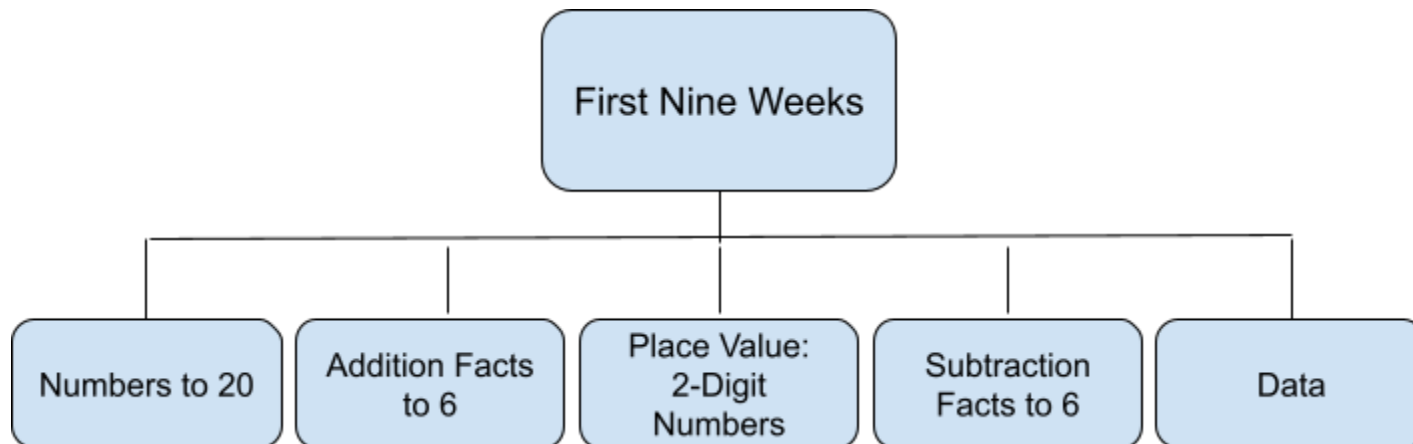 First Nine Weeks
Numbers to 20
Addition Facts
to 6
Place Value:
2-Digit
Numbers
Subtraction
Facts to 6
Data